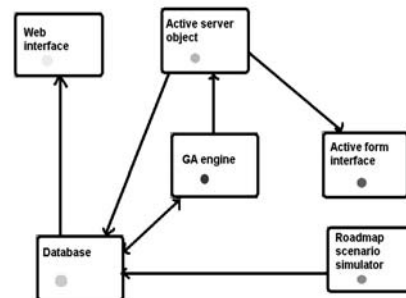 Web
interface
Active server
object
GA engine
Active form
interface
Database
Roadmap
scenario
simulator